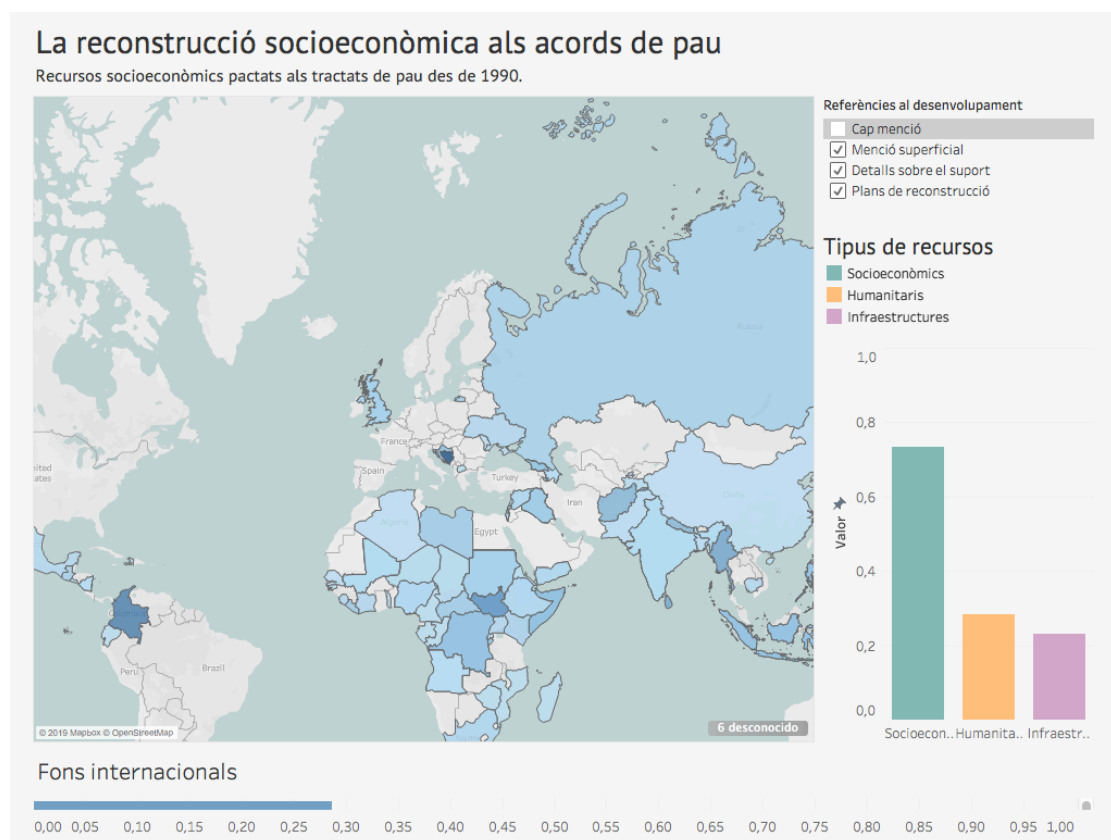 La reconstrucció socioeconòmica als acords de pau
Recursos socioeconòmics pactats als tractats de pau des de 1990.
Referències al desenvolupament
Cap menció
Menció superficial
Detalls sobre el suport
Plans de reconstrucció
Tipus de recursos
Socioeconòmics
Humanitaris
Infraestructures
Russia
France
Spain
Turkey
Iran
China
Algeria
Egypt
Peru
Brazil
© 2019 Mapbox © OpenStreetMap
6 desconocido
Valor
1,0
0,8
0,6
0,4
0,2
0,0
Socioecon.. Humanita.. Infraestr..
Fons internacionals
0,00 0,05 0,10 0,15 0,20 0,25 0,30 0,35 0,40 0,45 0,50 0,55 0,60 0,65 0,70 0,75 0,80 0,85 0,90 0,95 1,00